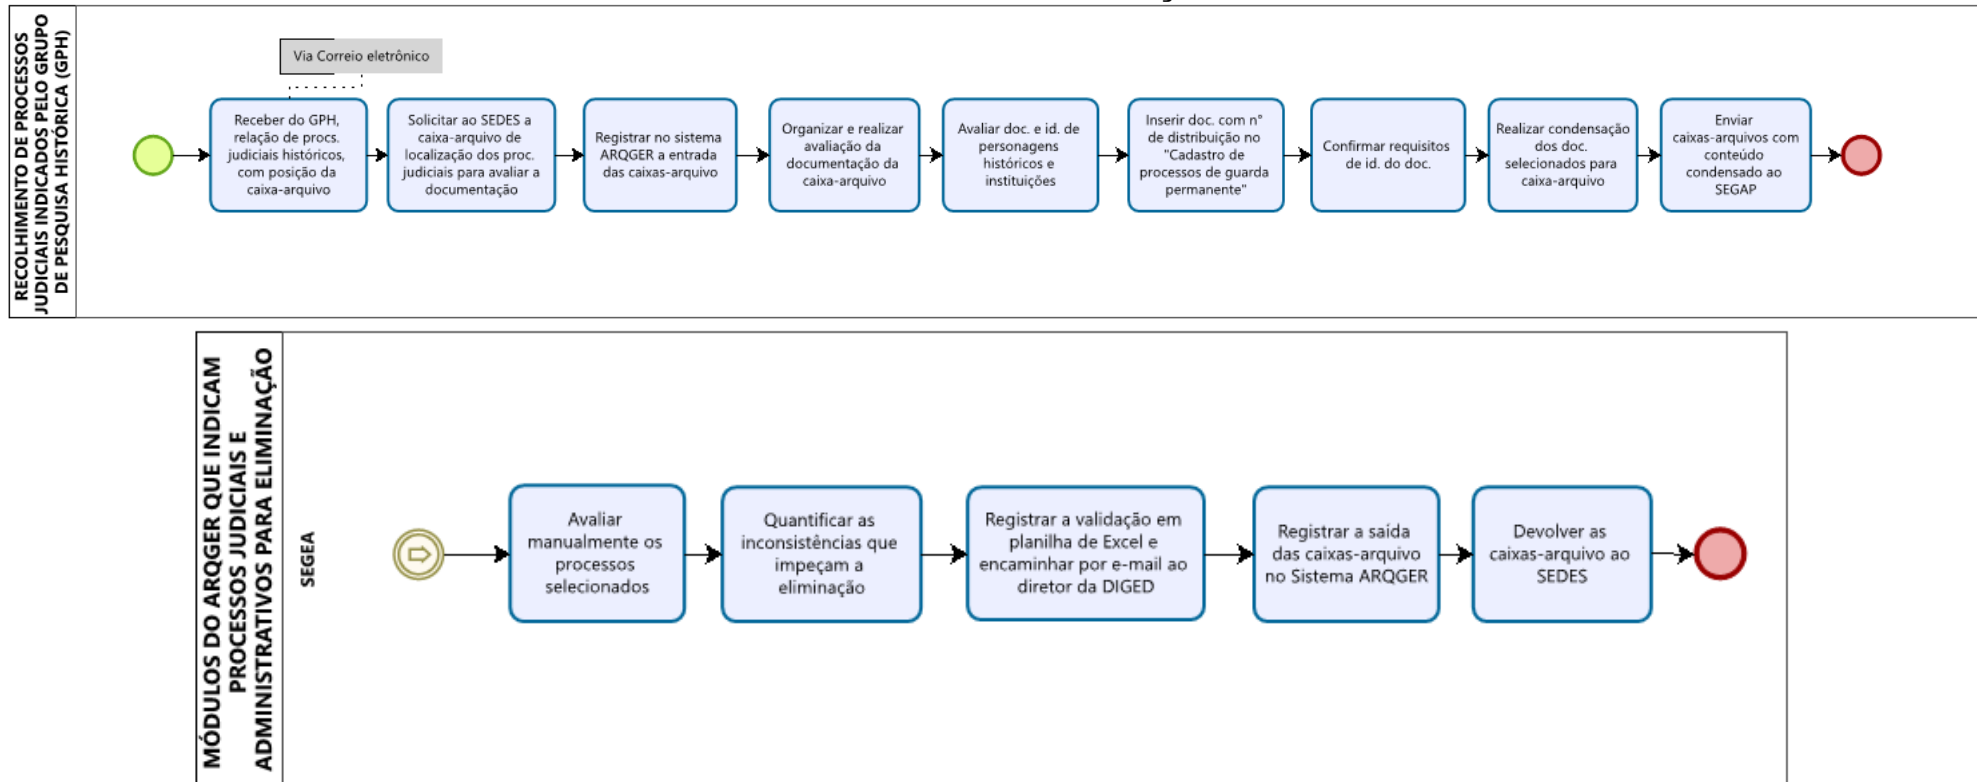 RECOLHIMENTO DE PROCESSOS
JUDICIAIS INDICADOS PELO GRUPO
DE PESQUISA HISTÓRICA (GPH)
Via Correio eletrônico
Receber do GPH,
relação de procs.
judiciais históricos,
com posição da
caixa-arquivo
Solicitar ao SEDES a
caixa-arquivo de
localização dos proc.
judiciais para avaliar a
documentação
Registrar no sistema
ARQGER a entrada
das caixas-arquivo
Organizar e realizar
avaliação da
documentação da
caixa-arquivo
Avaliar doc. e id. de
personagens
históricos e
instituições
Inserir doc. com n°
de distribuição no
"Cadastro de
processos de guarda
permanente"
Confirmar requisitos
de id. do doc.
Realizar condensação
dos doc.
selecionados para
caixa-arquivo
Enviar
caixas-arquivos com
conteúdo
condensado ao
SEGAP
MÓDULOS DO ARQGER QUE INDICAM
PROCESSOS JUDICIAIS E
ADMINISTRATIVOS PARA ELIMINAÇÃO
SEGEA
Avaliar
manualmente os
processos
selecionados
Quantificar as
inconsistências que
impeçam a
eliminação
Registrar a validação em
planilha de Excel e
encaminhar por e-mail ao
diretor da DIGED
Registrar a saída
das caixas-arquivo
no Sistema ARQGER
Devolver as
caixas-arquivo ao
SEDES